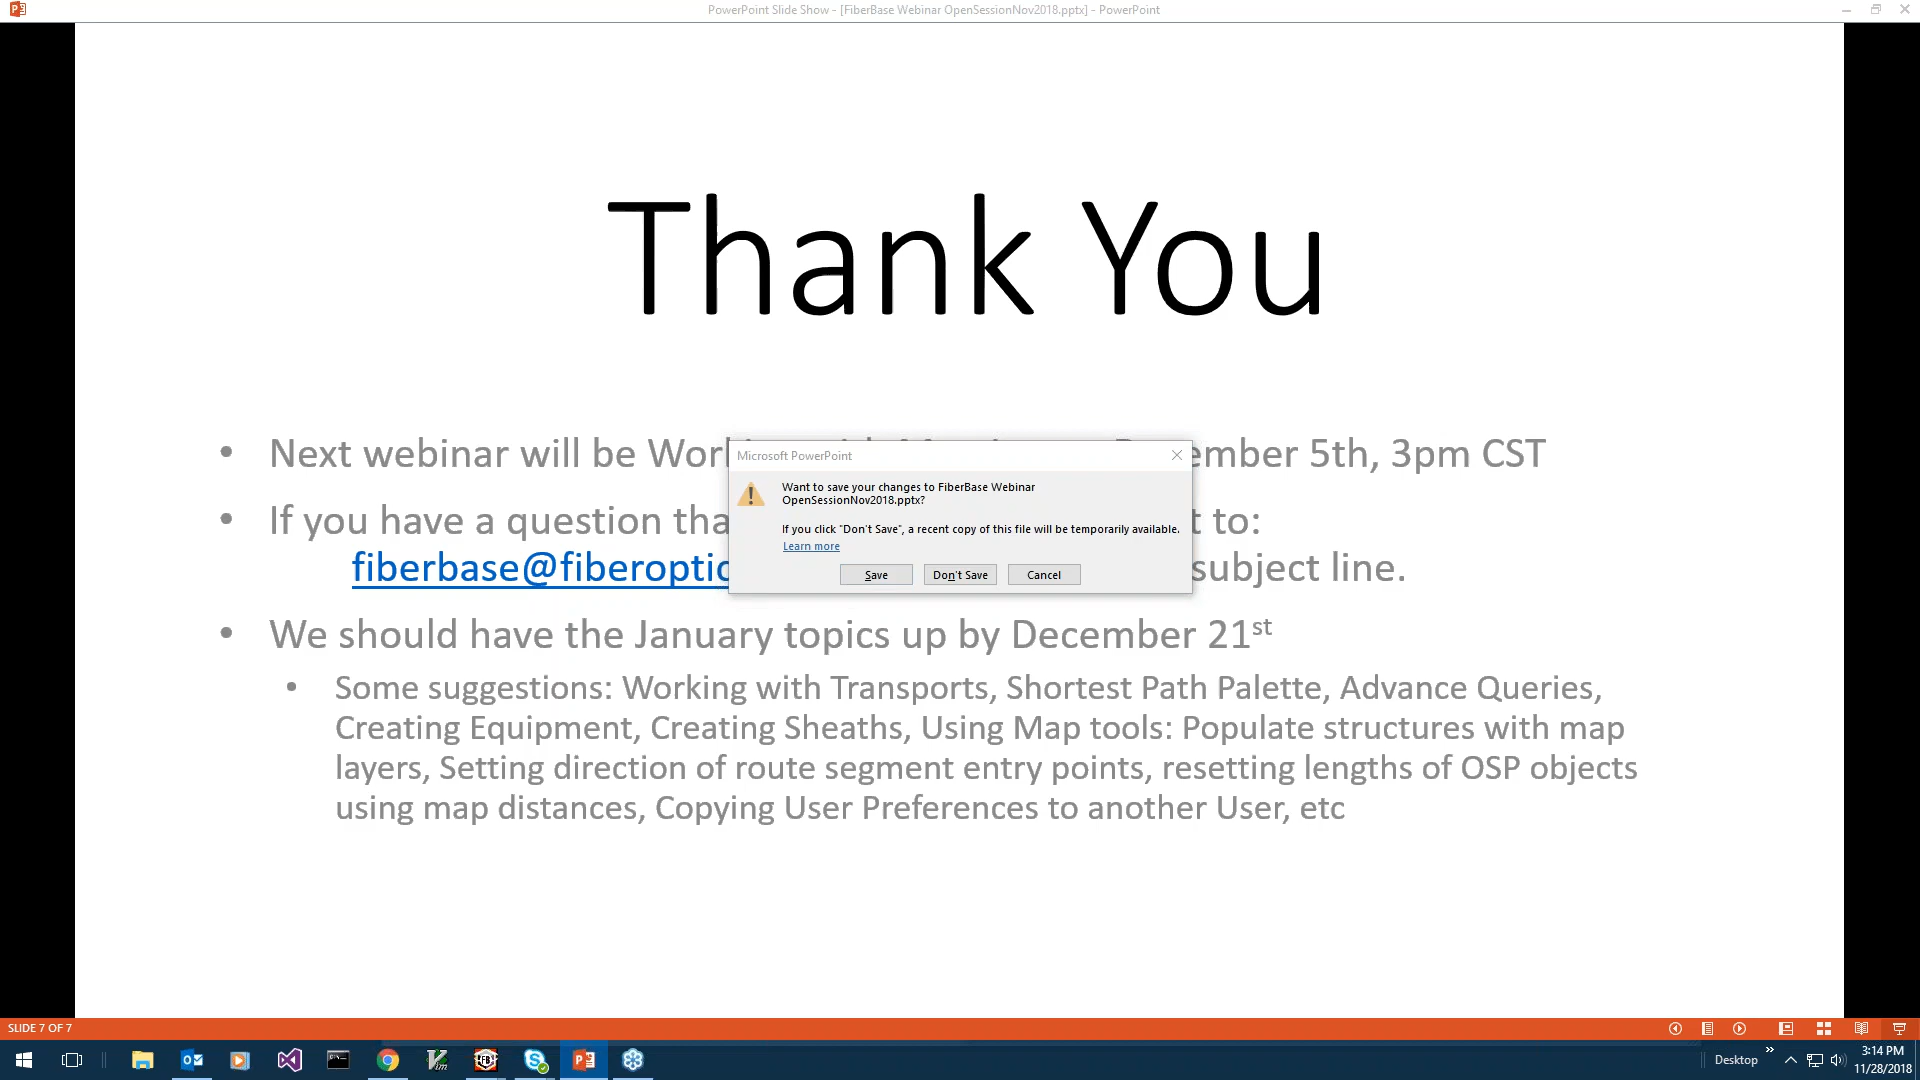 PowerPoint Slide Show - [FiberBase Webinar OpenSessionNov2018.pptx] - PowerPoint
Thank You
• Next webinar will be
ember 5th, 3pm CST
• If you have a question
t to:
fiberbase@fiberoptic
subject line.
Microsoft PowerPoint
Want to save your changes to FiberBase Webinar
OpenSessionNov2018.pptx?
If you click "Don't Save", a recent copy of this file will be temporarily available.
Learn more
Save Don't Save Cancel
• We should have the January topics up by December 21st
• Some suggestions: Working with Transports, Shortest Path Palette, Advance Queries,
Creating Equipment, Creating Sheaths, Using Map tools: Populate structures with map
layers, Setting direction of route segment entry points, resetting lengths of OSP objects
using map distances, Copying User Preferences to another User, etc
SLIDE 7 OF 7
Desktop
3:14 PM
11/28/2018